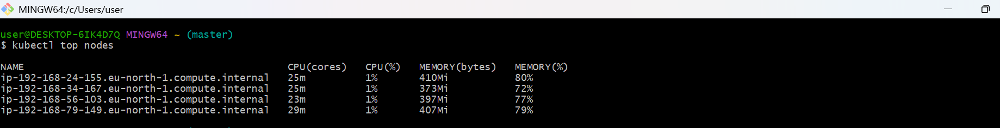 MINGW64:/c/Users/user
user@DESKTOP-6IK4D7Q MINGW64 ~ (master)
$ kubectl top nodes
NAME CPU(cores) CPU(%) MEMORY(bytes) MEMORY(%)
ip-192-168-24-155.eu-north-1.compute.internal 25m 1% 410Mi 80%
ip-192-168-34-167.eu-north-1.compute.internal 25m 1% 373Mi 72%
ip-192-168-56-103.eu-north-1.compute.internal 23m 1% 397Mi 77%
ip-192-168-79-149.eu-north-1.compute.internal 29m 1% 407Mi 79%